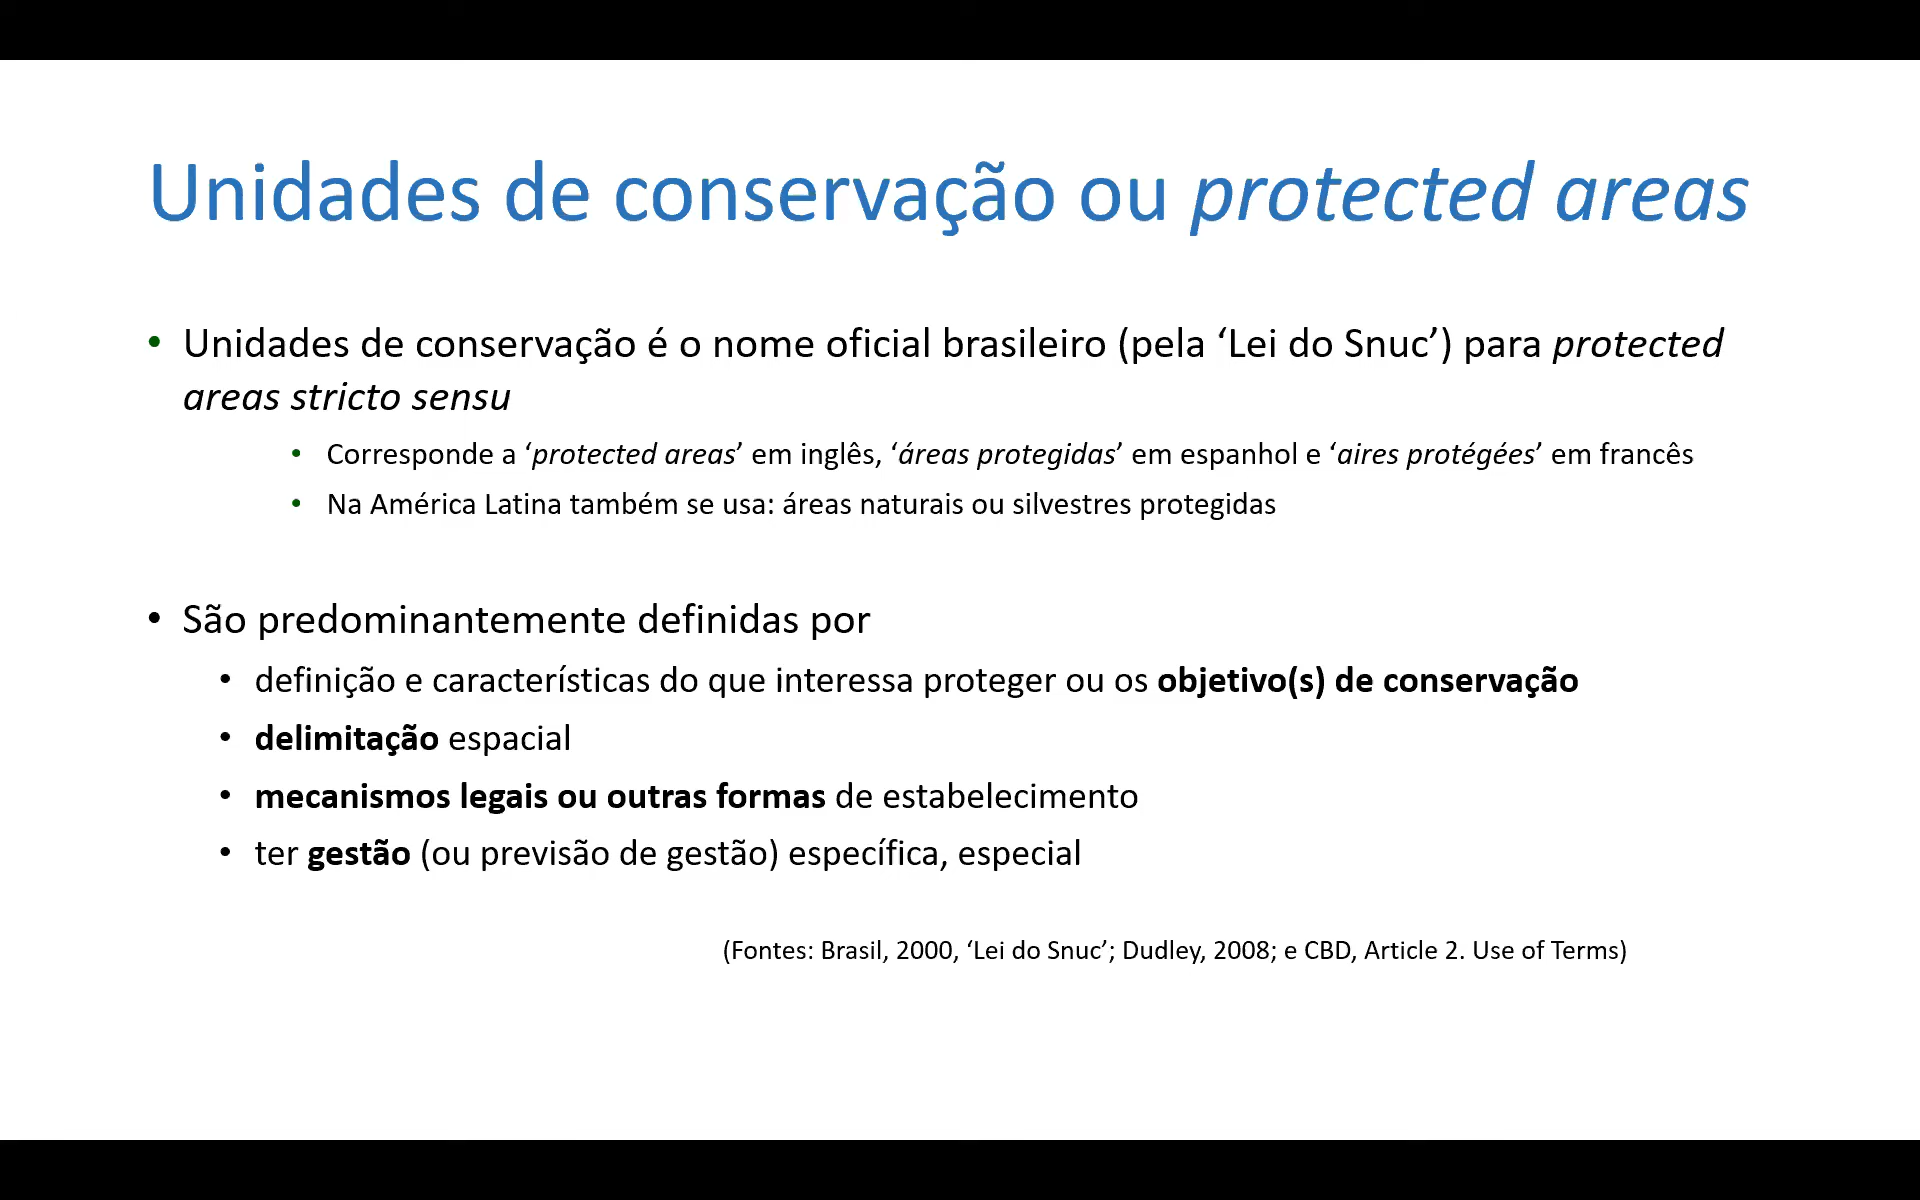 Unidades de conservação ou protected areas
• Unidades de conservação é o nome oficial brasileiro (pela ‘Lei do Snuc’) para protected
areas stricto sensu
• Corresponde a ‘protected areas’ em inglês, ‘áreas protegidas’ em espanhol e ‘aires protégées’ em francês
• Na América Latina também se usa: áreas naturais ou silvestres protegidas
• São predominantemente definidas por
• definição e características do que interessa proteger ou os objetivo(s) de conservação
• delimitação espacial
• mecanismos legais ou outras formas de estabelecimento
• ter gestão (ou previsão de gestão) específica, especial
(Fontes: Brasil, 2000, ‘Lei do Snuc’; Dudley, 2008; e CBD, Article 2. Use of Terms)